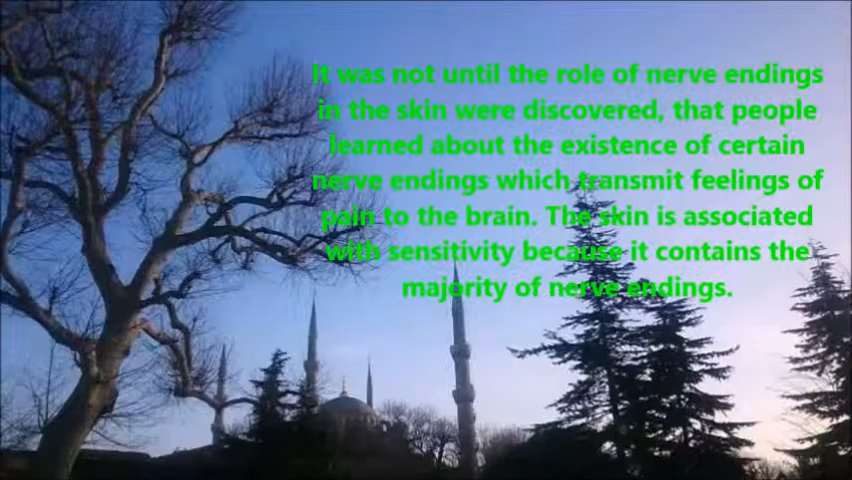 It was not until the role of nerve endings
in the skin were discovered, that people
learned about the existence of certain
nerve endings which transmit feelings of
pain to the brain. The skin is associated
with sensitivity because it contains the
majority of nerve endings.